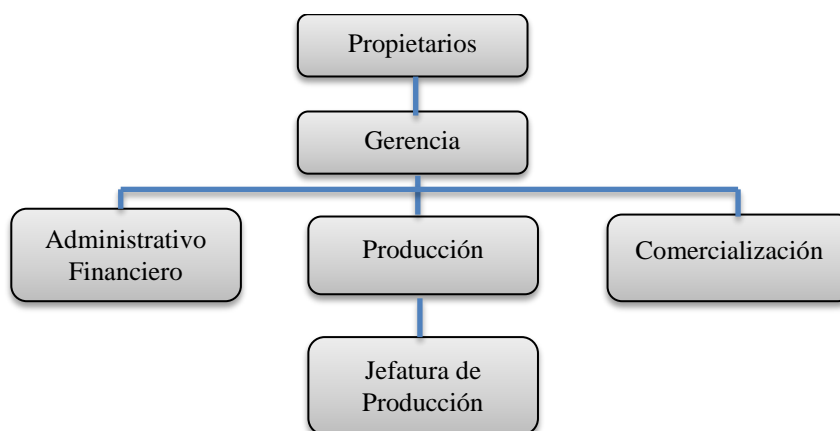 Propietarios
Gerencia
Administrativo
Financiero
Producción
Comercialización
Jefatura de
Producción